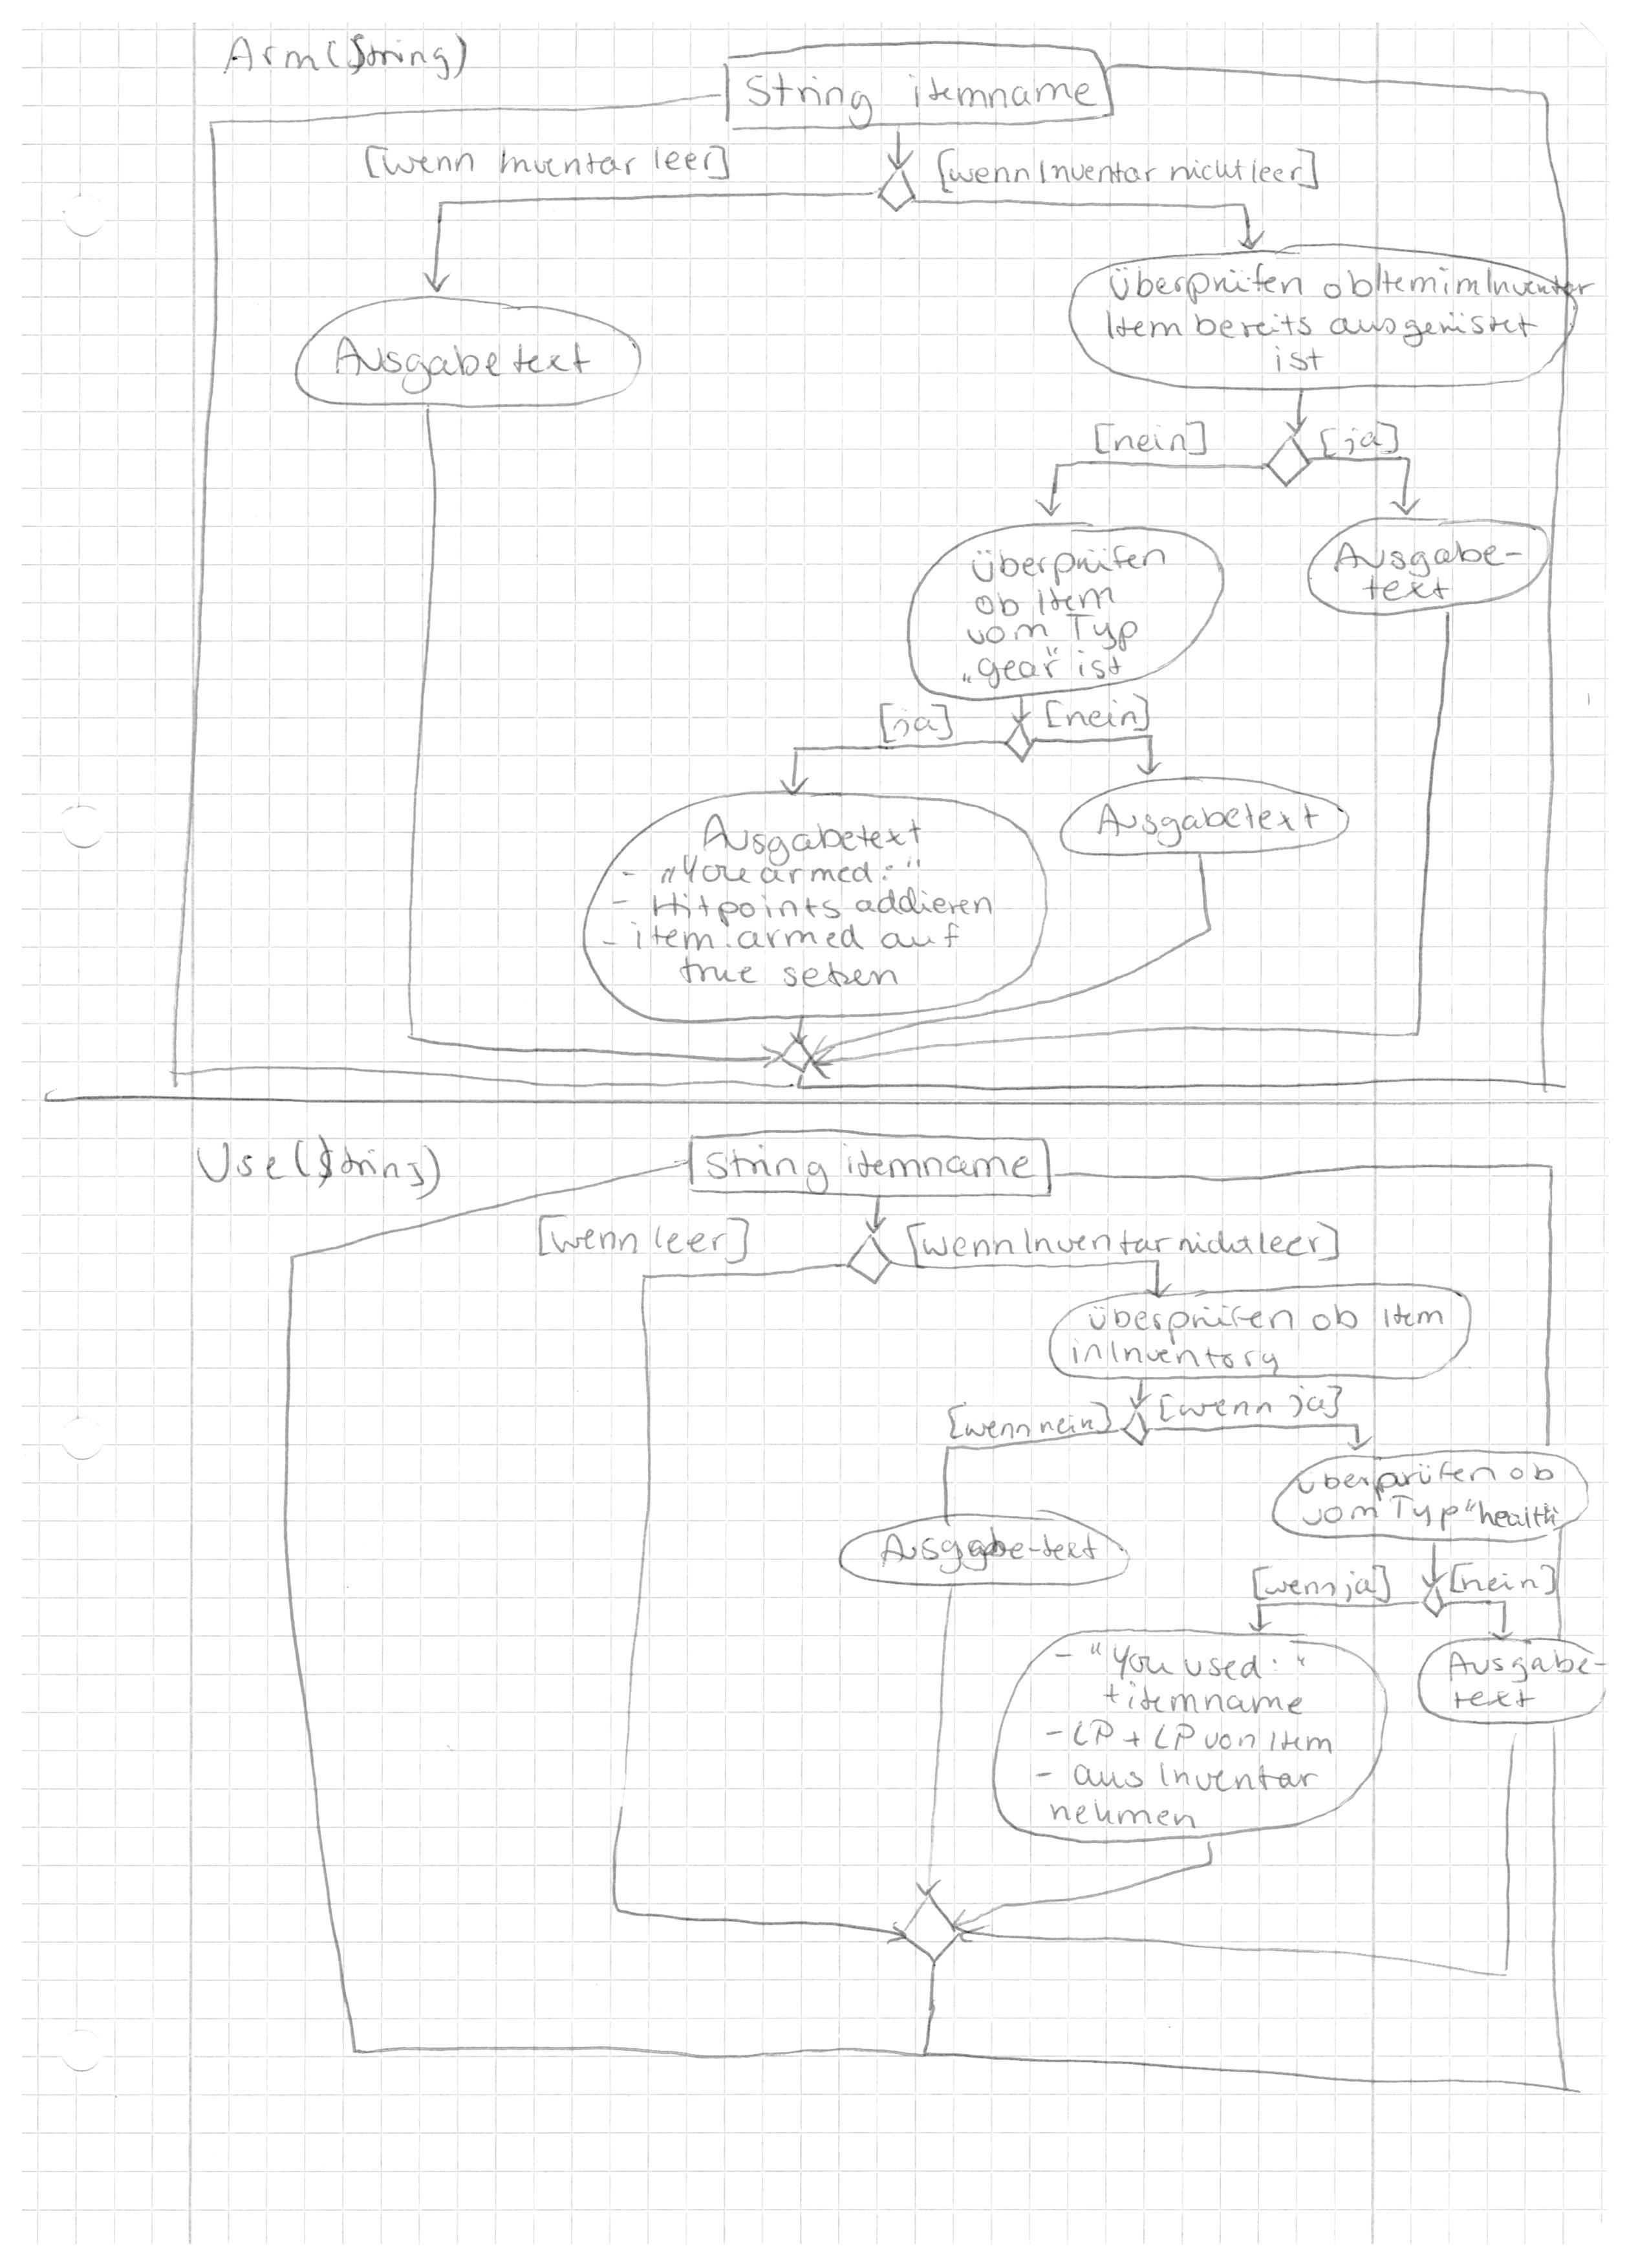 Arm(String)
String itemname
[wenn Inventar leer]
[wenn Inventar nicht leer]
Ausgabetext
überprüfen ob Item im Inventar
Item bereits ausgerüstet
ist
[nein]
[ja]
überprüfen
ob Item
vom Typ
„gear" ist
Ausgabe-
text
[ja]
[nein]
Ausgabetext
- „You armed:"
- Hitpoints addieren
- item.armed auf
true setzen
Ausgabetext
Use(String)
String itemname
[wenn leer]
[wenn Inventar nicht leer]
überprüfen ob Item
in Inventory
[wenn nein]
[wenn ja]
Ausgabe-text
überprüfen ob
vom Typ "health"
[wenn ja]
[nein]
- "You used:"
+ itemname
- LP + LP von Item
- aus Inventar
nehmen
Ausgabe-
text